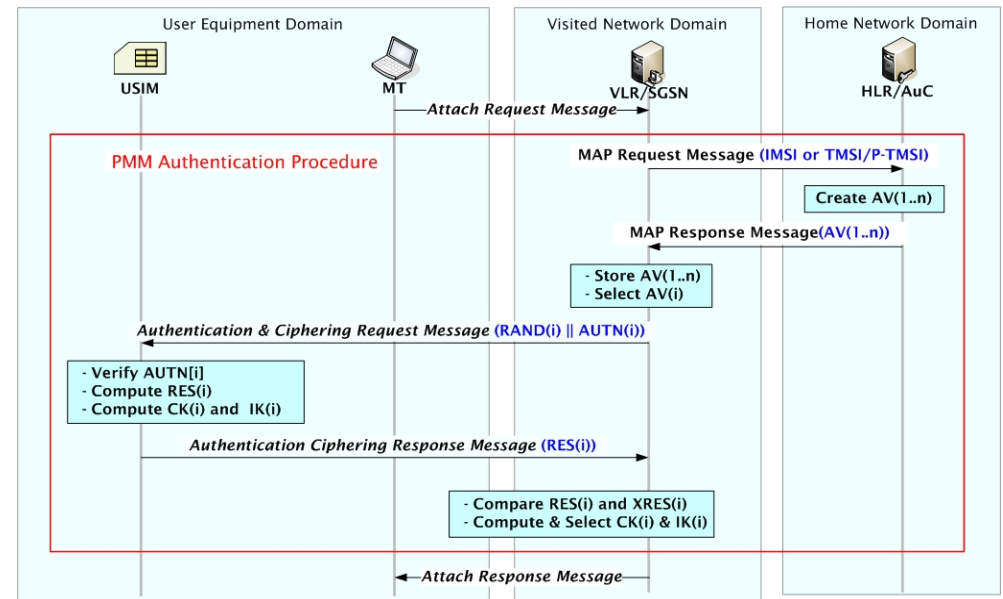 User Equipment Domain
Visited Network Domain
Home Network Domain
USIM
MT
VLR/SGSN
HLR/AuC
Attach Request Message
PMM Authentication Procedure
MAP Request Message (IMSI or TMSI/P-TMSI)
Create AV(1..n)
MAP Response Message(AV(1..n))
- Store AV(1..n)
- Select AV(i)
Authentication & Ciphering Request Message (RAND(i) || AUTN(i))
- Verify AUTN[i]
- Compute RES(i)
- Compute CK(i) and IK(i)
Authentication Ciphering Response Message (RES(i))
- Compare RES(i) and XRES(i)
- Compute & Select CK(i) & IK(i)
Attach Response Message